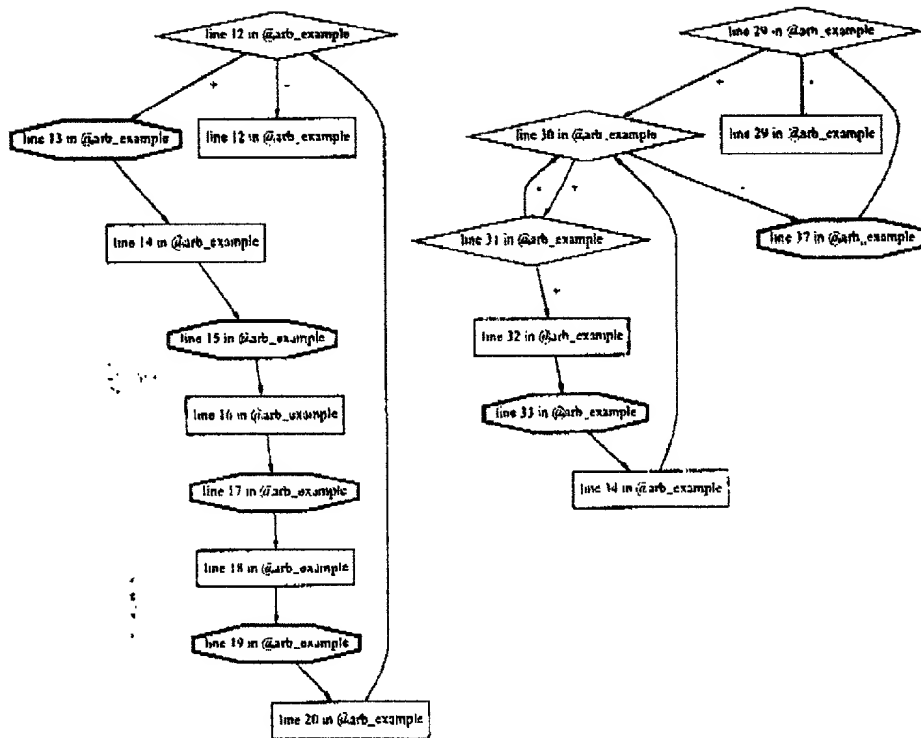 line 12 in @arb_example
+
-
line 13 in @arb_example
line 12 in @arb_example
line 14 in @arb_example
line 15 in @arb_example
line 16 in @arb_example
line 17 in @arb_example
line 18 in @arb_example
line 19 in @arb_example
line 20 in @arb_example
line 29 in @arb_example
+
-
line 30 in @arb_example
line 29 in @arb_example
-
+
-
line 31 in @arb_example
line 37 in @arb_example
+
line 32 in @arb_example
line 33 in @arb_example
line 34 in @arb_example